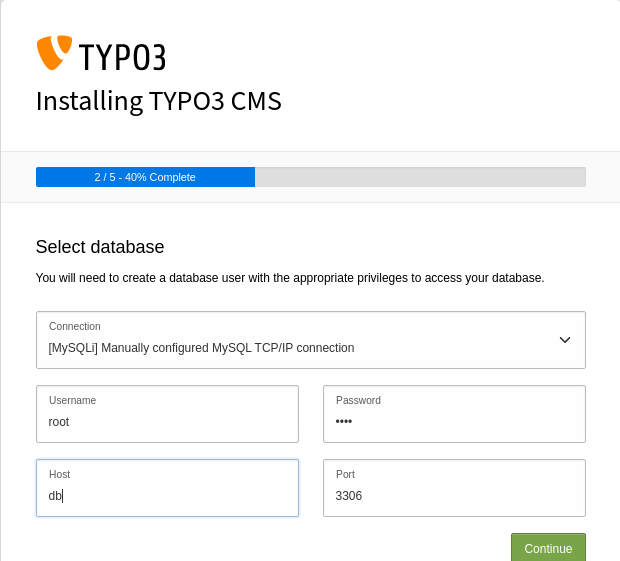 TYPO3
Installing TYPO3 CMS
2 / 5 - 40% Complete
Select database
You will need to create a database user with the appropriate privileges to access your database.
Connection
[MySQLi] Manually configured MySQL TCP/IP connection
Username
root
Password
••••
Host
db
Port
3306
Continue